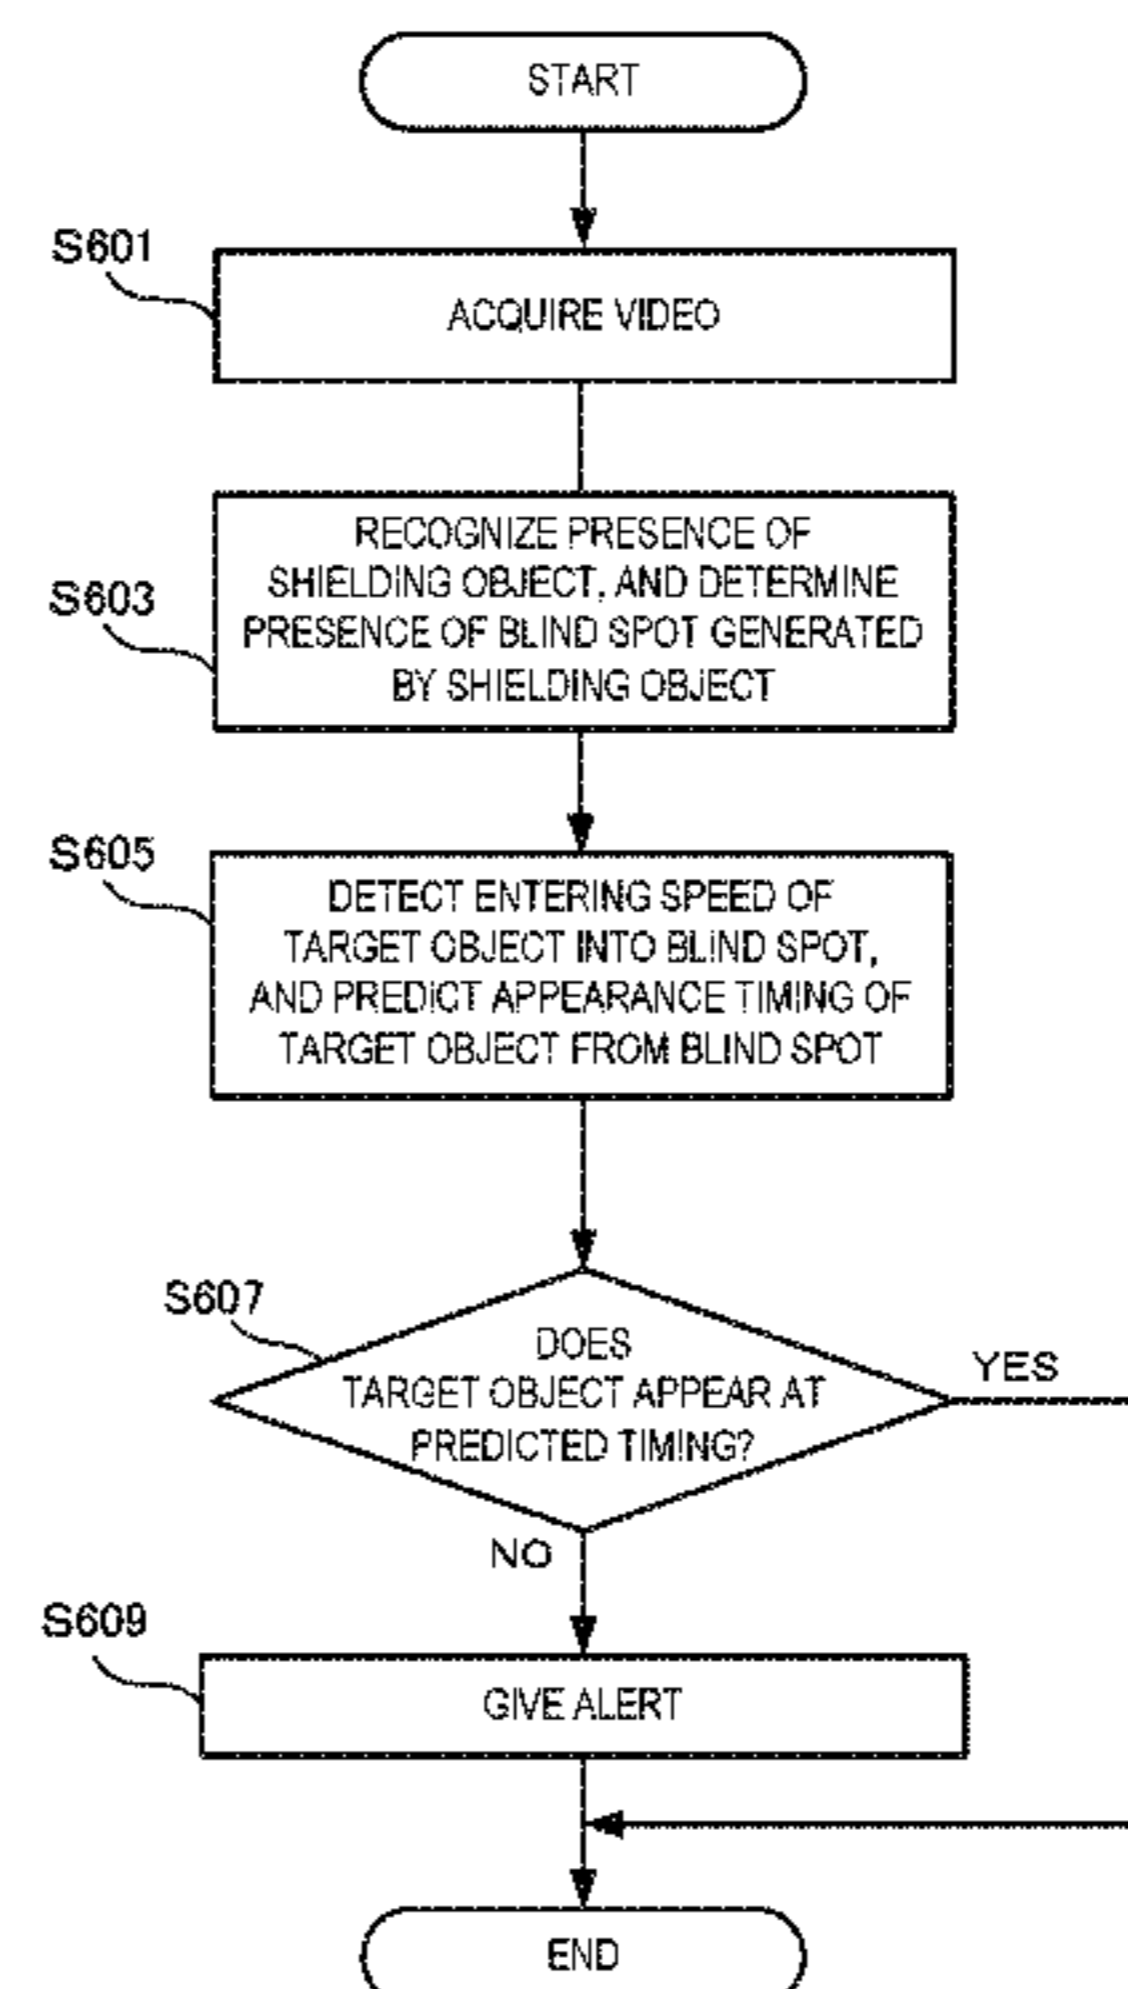 START
S601
ACQUIRE VIDEO
S603
RECOGNIZE PRESENCE OF
SHIELDING OBJECT, AND DETERMINE
PRESENCE OF BLIND SPOT GENERATED
BY SHIELDING OBJECT
S605
DETECT ENTERING SPEED OF
TARGET OBJECT INTO BLIND SPOT,
AND PREDICT APPEARANCE TIMING OF
TARGET OBJECT FROM BLIND SPOT
S607
DOES
TARGET OBJECT APPEAR AT
PREDICTED TIMING?
YES
NO
S609
GIVE ALERT
END